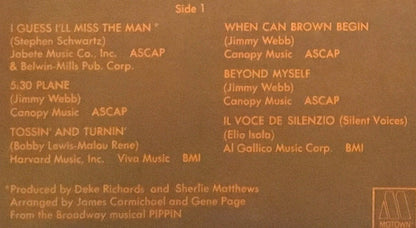 Side 1
I GUESS I'LL MISS THE MAN *
(Stephen Schwartz)
Jobete Music Co., Inc. ASCAP
& Belwin-Mills Pub. Corp.
5:30 PLANE
(Jimmy Webb)
Canopy Music ASCAP
TOSSIN' AND TURNIN'
(Bobby Lewis-Malou Rene)
Harvard Music, Inc. Viva Music BMI
WHEN CAN BROWN BEGIN
(Jimmy Webb)
Canopy Music ASCAP
BEYOND MYSELF
(Jimmy Webb)
Canopy Music ASCAP
IL VOCE DE SILENZIO (Silent Voices)
(Elio Isola)
Al Gallico Music Corp. BMI
*Produced by Deke Richards and Sherlie Matthews
Arranged by James Carmichael and Gene Page
From the Broadway musical PIPPIN
M
MOTOWN